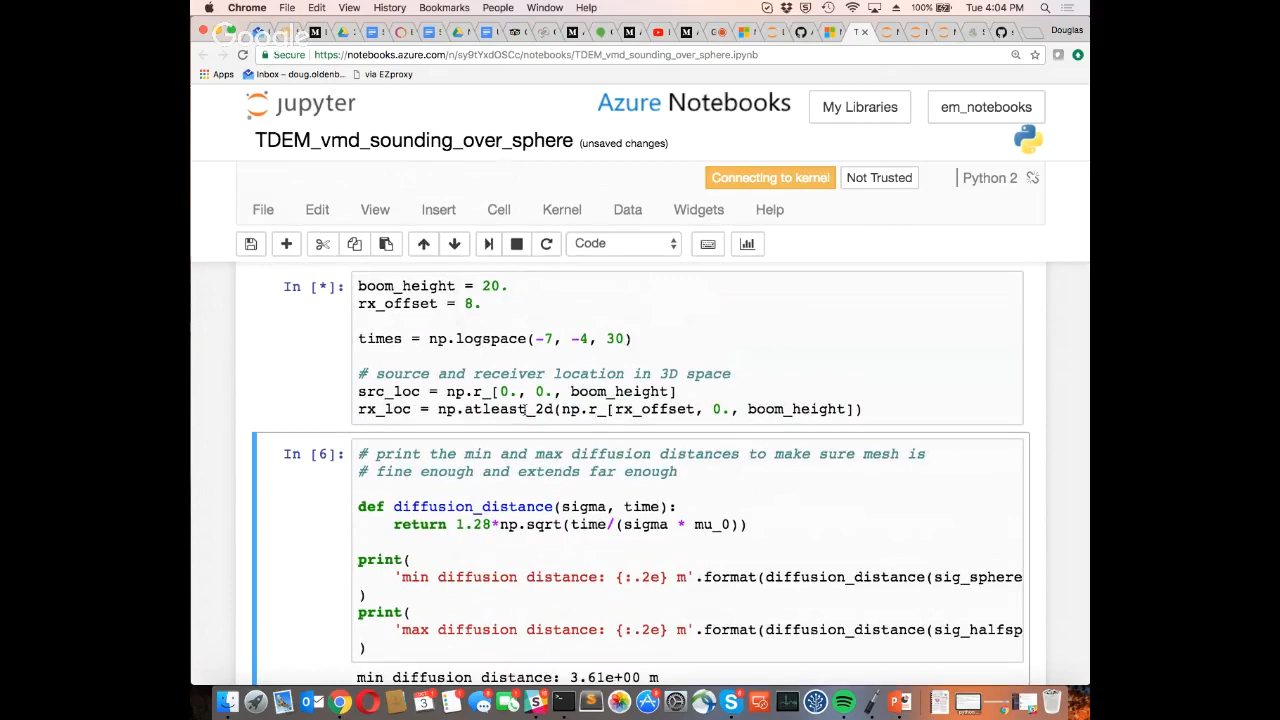 Chrome File Edit View History Bookmarks People Window Help 100% Tue 4:04 PM
Google
Douglas
Secure https://notebooks.azure.com/n/sy9tYxdOSCc/notebooks/TDEM_vmd_sounding_over_sphere.ipynb
Apps Inbox – doug.oldenb... via EZproxy
jupyter Azure Notebooks My Libraries em_notebooks
TDEM_vmd_sounding_over_sphere (unsaved changes)
Connecting to kernel Not Trusted Python 2
File Edit View Insert Cell Kernel Data Widgets Help
Code
In [*]: boom_height = 20.
rx_offset = 8.
times = np.logspace(-7, -4, 30)
# source and receiver location in 3D space
src_loc = np.r_[0., 0., boom_height]
rx_loc = np.atleast_2d(np.r_[rx_offset, 0., boom_height])
In [6]: # print the min and max diffusion distances to make sure mesh is
# fine enough and extends far enough
def diffusion_distance(sigma, time):
return 1.28*np.sqrt(time/(sigma * mu_0))
print(
'min diffusion distance: {:.2e} m'.format(diffusion_distance(sig_sphere
)
print(
'max diffusion distance: {:.2e} m'.format(diffusion_distance(sig_halfsp
)
min diffusion distance: 3.61e+00 m